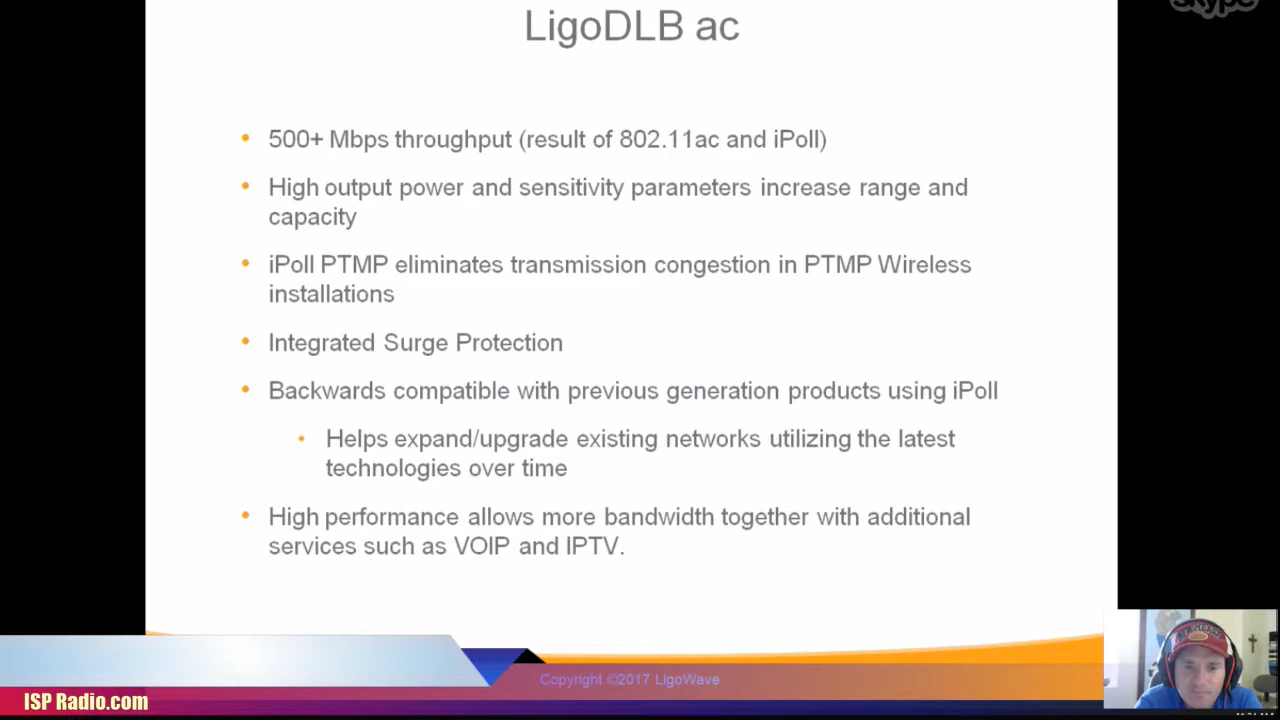 skype
LigoDLB ac
• 500+ Mbps throughput (result of 802.11ac and iPoll)
• High output power and sensitivity parameters increase range and
capacity
• iPoll PTMP eliminates transmission congestion in PTMP Wireless
installations
• Integrated Surge Protection
• Backwards compatible with previous generation products using iPoll
• Helps expand/upgrade existing networks utilizing the latest
technologies over time
• High performance allows more bandwidth together with additional
services such as VOIP and IPTV.
Copyright ©2017 LigoWave
ISP Radio.com